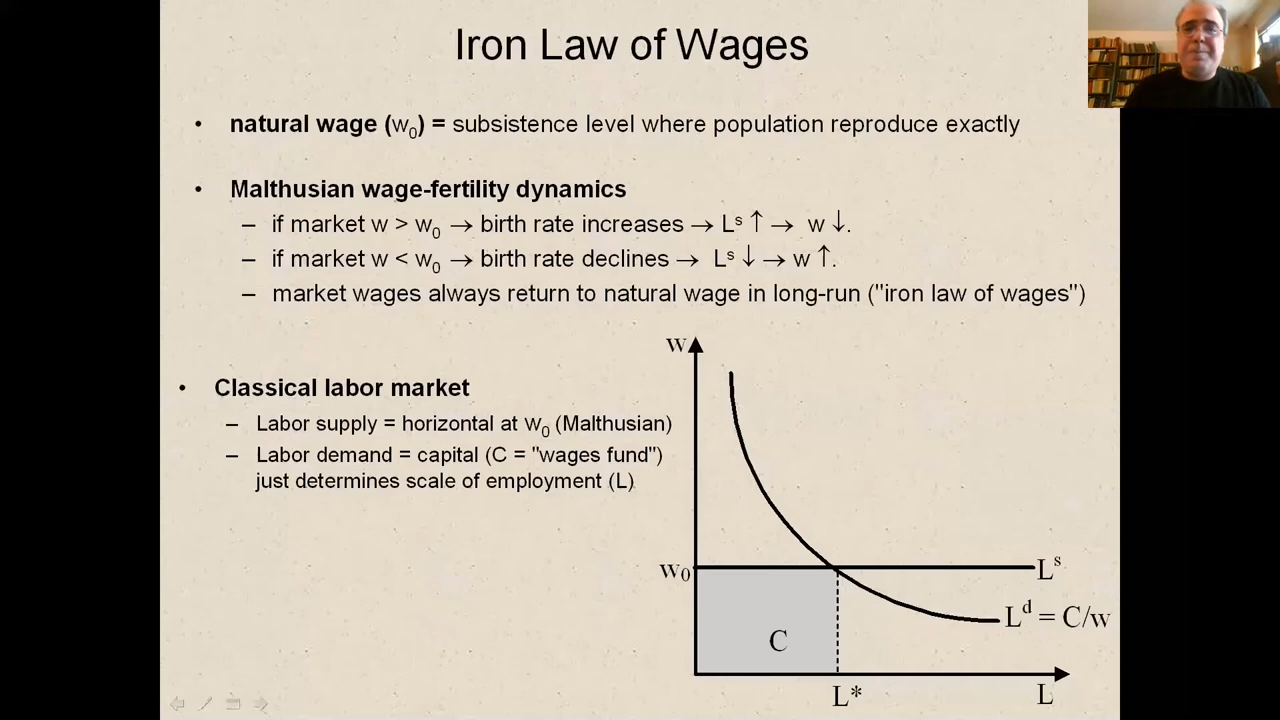 Iron Law of Wages
• natural wage (w₀) = subsistence level where population reproduce exactly
• Malthusian wage-fertility dynamics
– if market w > w₀ → birth rate increases → Lˢ ↑ → w ↓.
– if market w < w₀ → birth rate declines → Lˢ ↓ → w ↑.
– market wages always return to natural wage in long-run ("iron law of wages")
• Classical labor market
– Labor supply = horizontal at w₀ (Malthusian)
– Labor demand = capital (C = "wages fund")
just determines scale of employment (L)
w
w₀
Lˢ
Lᵈ = C/w
C
L*
L